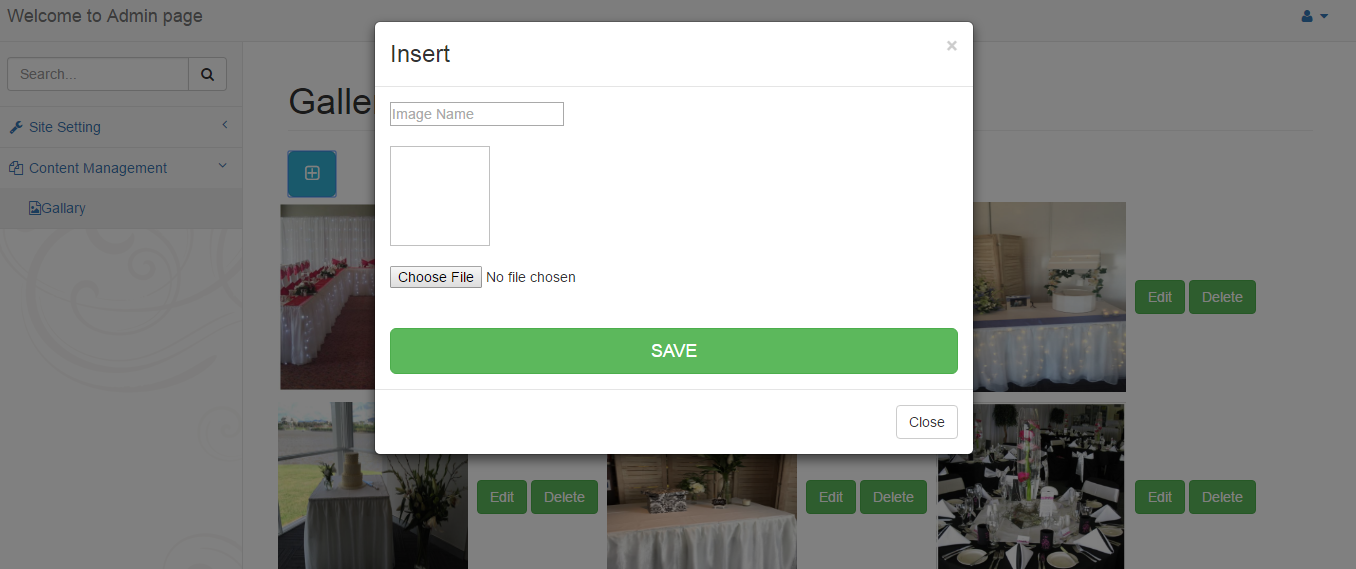 Welcome to Admin page
Insert
×
Search...
Galle
Image Name
Site Setting
Content Management
Gallary
Choose File No file chosen
Edit Delete
SAVE
Close
Edit Delete
Edit Delete
Edit Delete